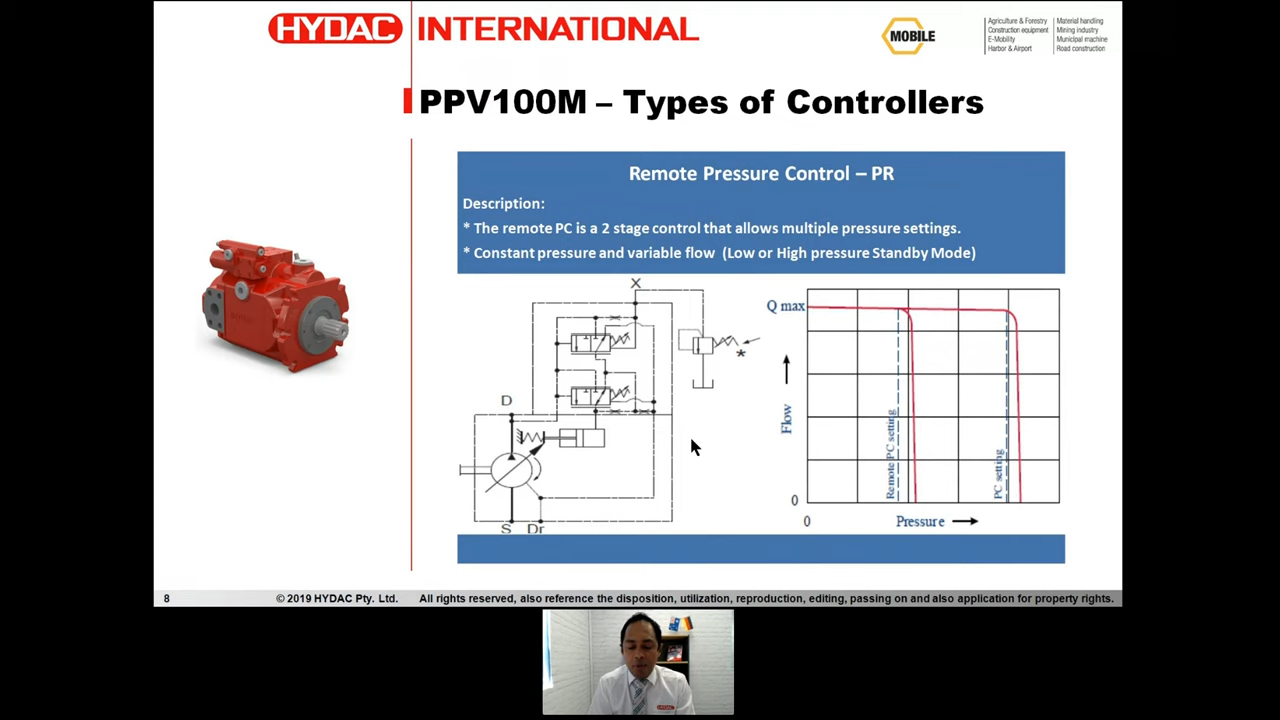 HYDAC INTERNATIONAL
MOBILE
Agriculture & Forestry
Construction equipment
E-Mobility
Harbor & Airport
Material handling
Mining industry
Municipal machine
Road construction
PPV100M – Types of Controllers
Remote Pressure Control – PR
Description:
* The remote PC is a 2 stage control that allows multiple pressure settings.
* Constant pressure and variable flow (Low or High pressure Standby Mode)
X
*
D
S
Dr
Q max
Flow
Remote PC setting
PC setting
0
0
Pressure
8
© 2019 HYDAC Pty. Ltd.
All rights reserved, also reference the disposition, utilization, reproduction, editing, passing on and also application for property rights.